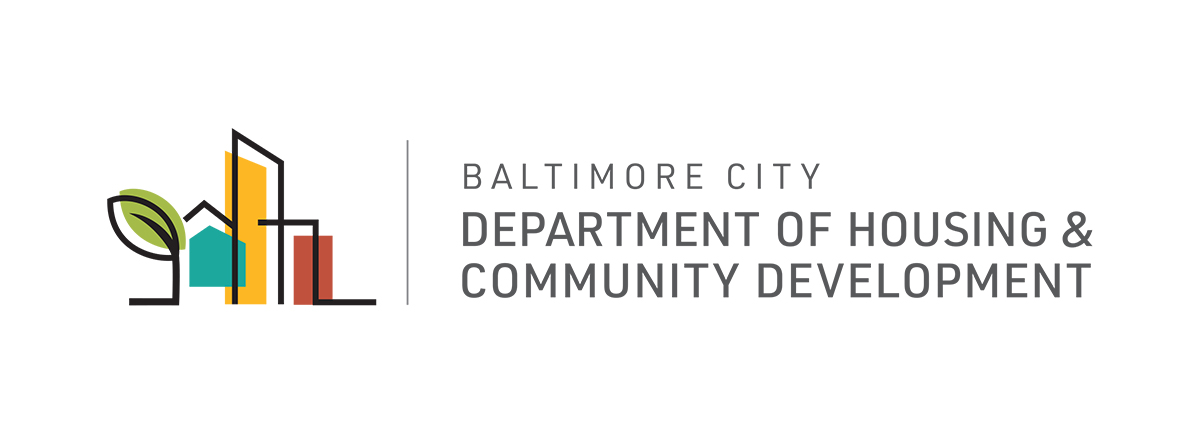 BALTIMORE CITY
DEPARTMENT OF HOUSING &
COMMUNITY DEVELOPMENT